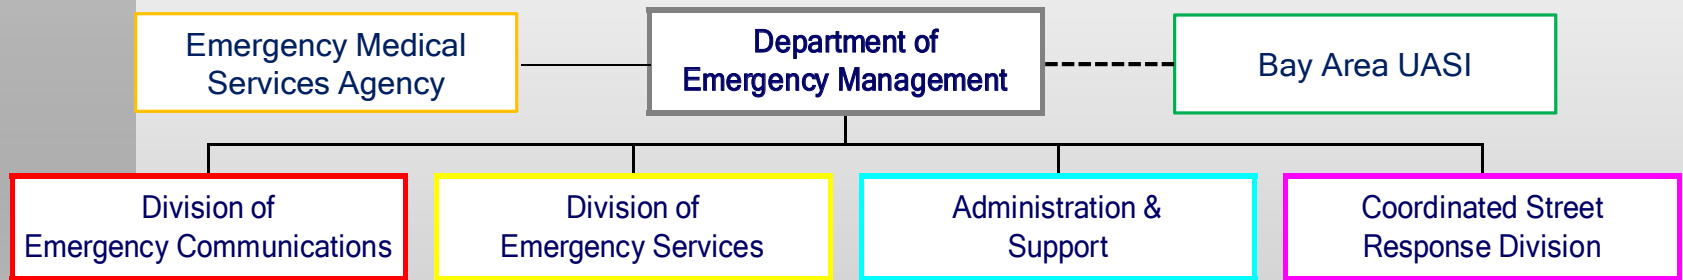 Emergency Medical
Services Agency
Department of
Emergency Management
Bay Area UASI
Division of
Emergency Communications
Division of
Emergency Services
Administration &
Support
Coordinated Street
Response Division